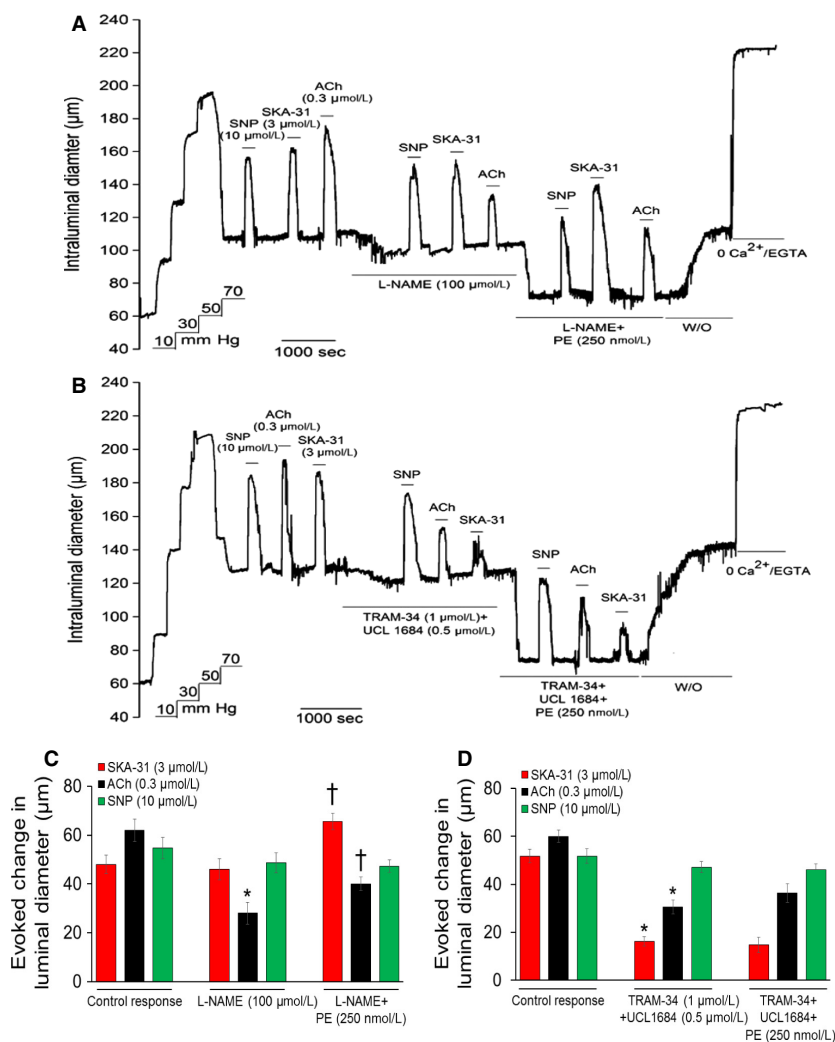 A
Intraluminal diamter (µm)
240
220
200
180
160
140
120
100
80
60
40
SNP
(10 µmol/L)
SKA-31
(3 µmol/L)
ACh
(0.3 µmol/L)
SNP
SKA-31
ACh
SNP
SKA-31
ACh
L-NAME (100 µmol/L)
L-NAME+
PE (250 nmol/L)
W/O
0 Ca2+/EGTA
10
30
50
70
mm Hg
1000 sec
B
Intraluminal diameter (µm)
240
220
200
180
160
140
120
100
80
60
40
SNP
(10 µmol/L)
ACh
(0.3 µmol/L)
SKA-31
(3 µmol/L)
SNP
ACh
SKA-31
SNP
ACh
SKA-31
TRAM-34 (1 µmol/L)+
UCL 1684 (0.5 µmol/L)
TRAM-34+
UCL 1684+
PE (250 nmol/L)
W/O
0 Ca2+/EGTA
10
30
50
70
mm Hg
1000 sec
C
Evoked change in
luminal diameter (µm)
80
60
40
20
0
SKA-31 (3 µmol/L)
ACh (0.3 µmol/L)
SNP (10 µmol/L)
*
†
†
Control response
L-NAME (100 µmol/L)
L-NAME+
PE (250 nmol/L)
D
Evoked change in
luminal diameter (µm)
80
60
40
20
0
SKA-31 (3 µmol/L)
ACh (0.3 µmol/L)
SNP (10 µmol/L)
*
*
Control response
TRAM-34 (1 µmol/L)
+UCL1684 (0.5 µmol/L)
TRAM-34+
UCL1684+
PE (250 nmol/L)